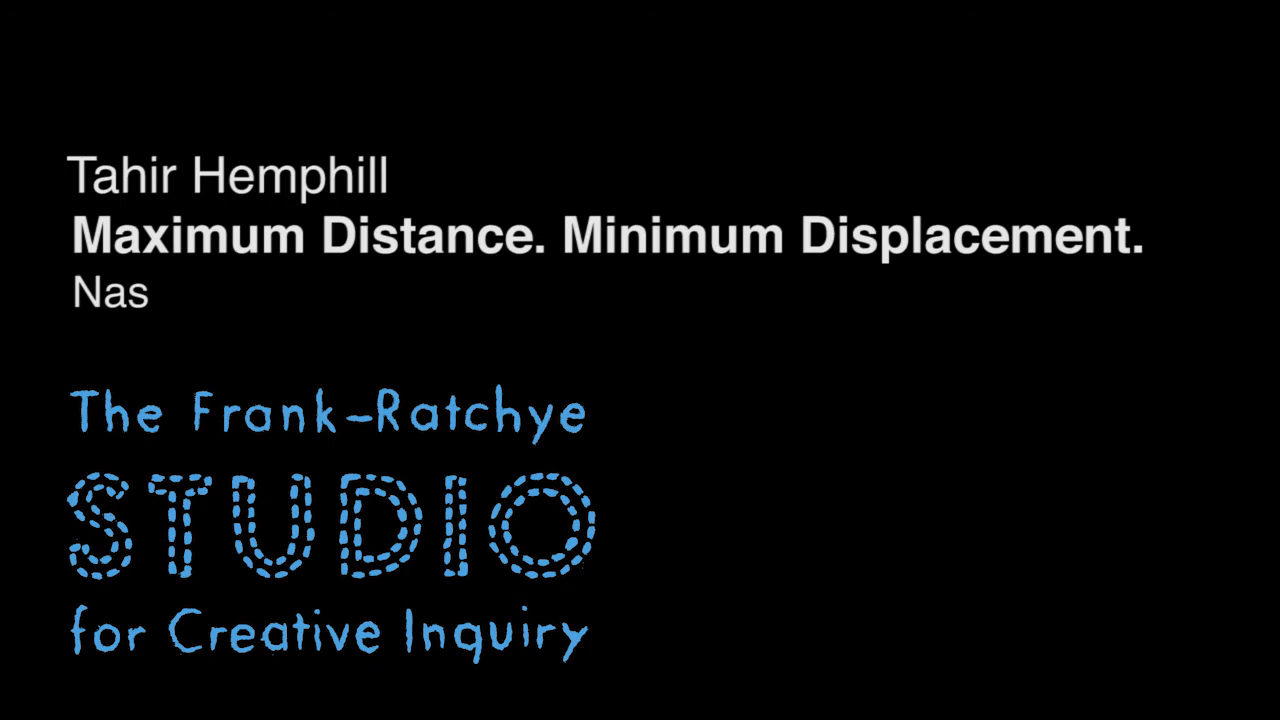 Tahir Hemphill
Maximum Distance. Minimum Displacement.
Nas
The Frank-Ratchye
STUDIO
for Creative Inquiry